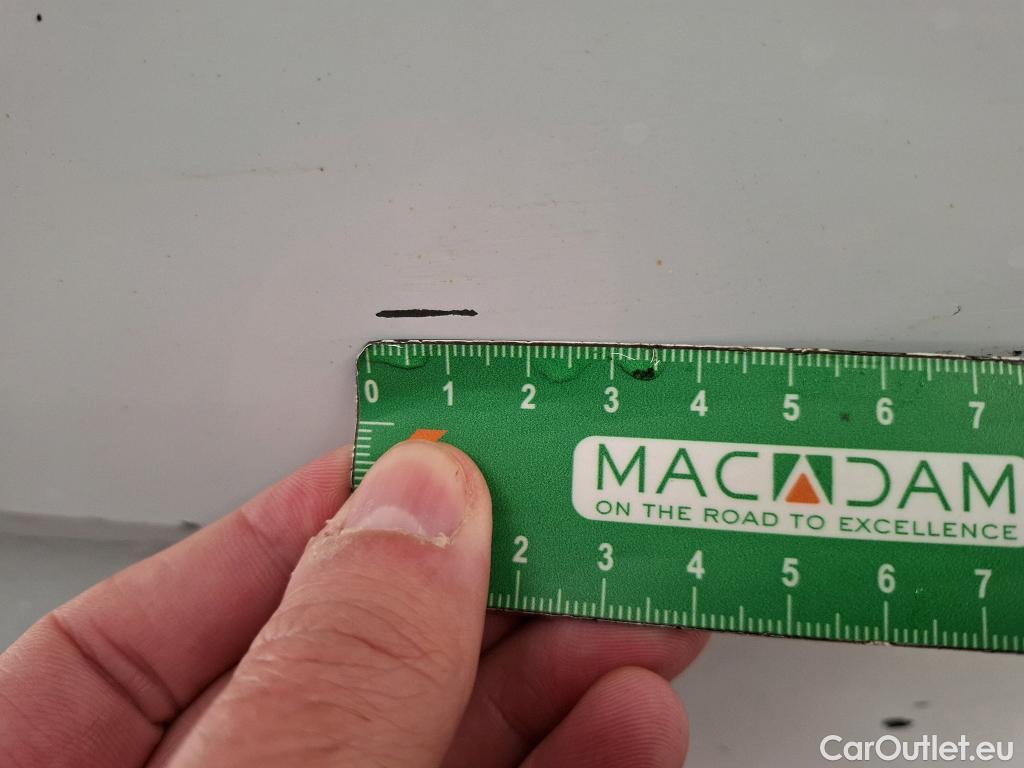 0 1 2 3 4 5 6 7
MACADAM
ON THE ROAD TO EXCELLENCE
2 3 4 5 6 7
CarOutlet.eu